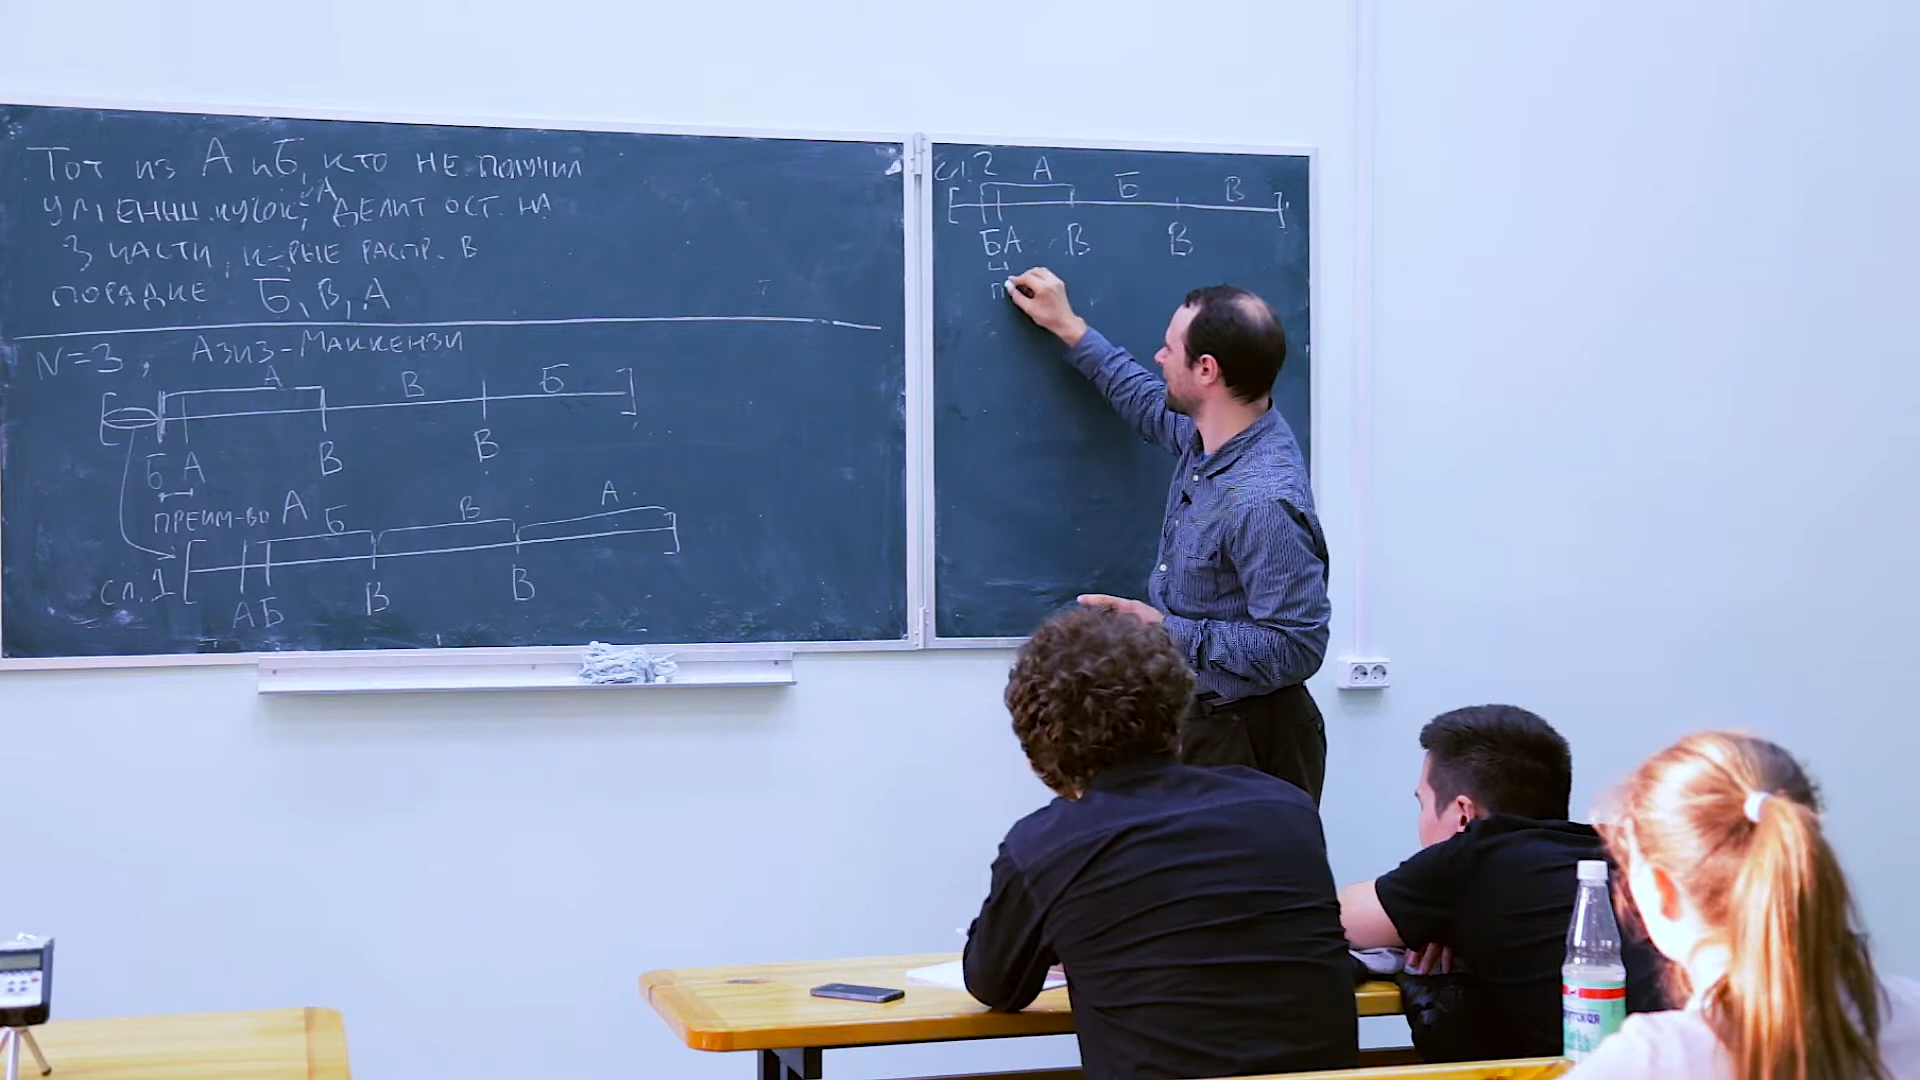 Тот из А и Б, кто не получил
уменьш. кусок, А делит ост. на
3 части, к-рые распр. в
порядке Б, В, А
N=3, Азиз-Маккензи
А В Б
Б А В В
преим-во А
Б В А
сл. 1
А Б В В
сл. 2
А Б В
Б А В В
п